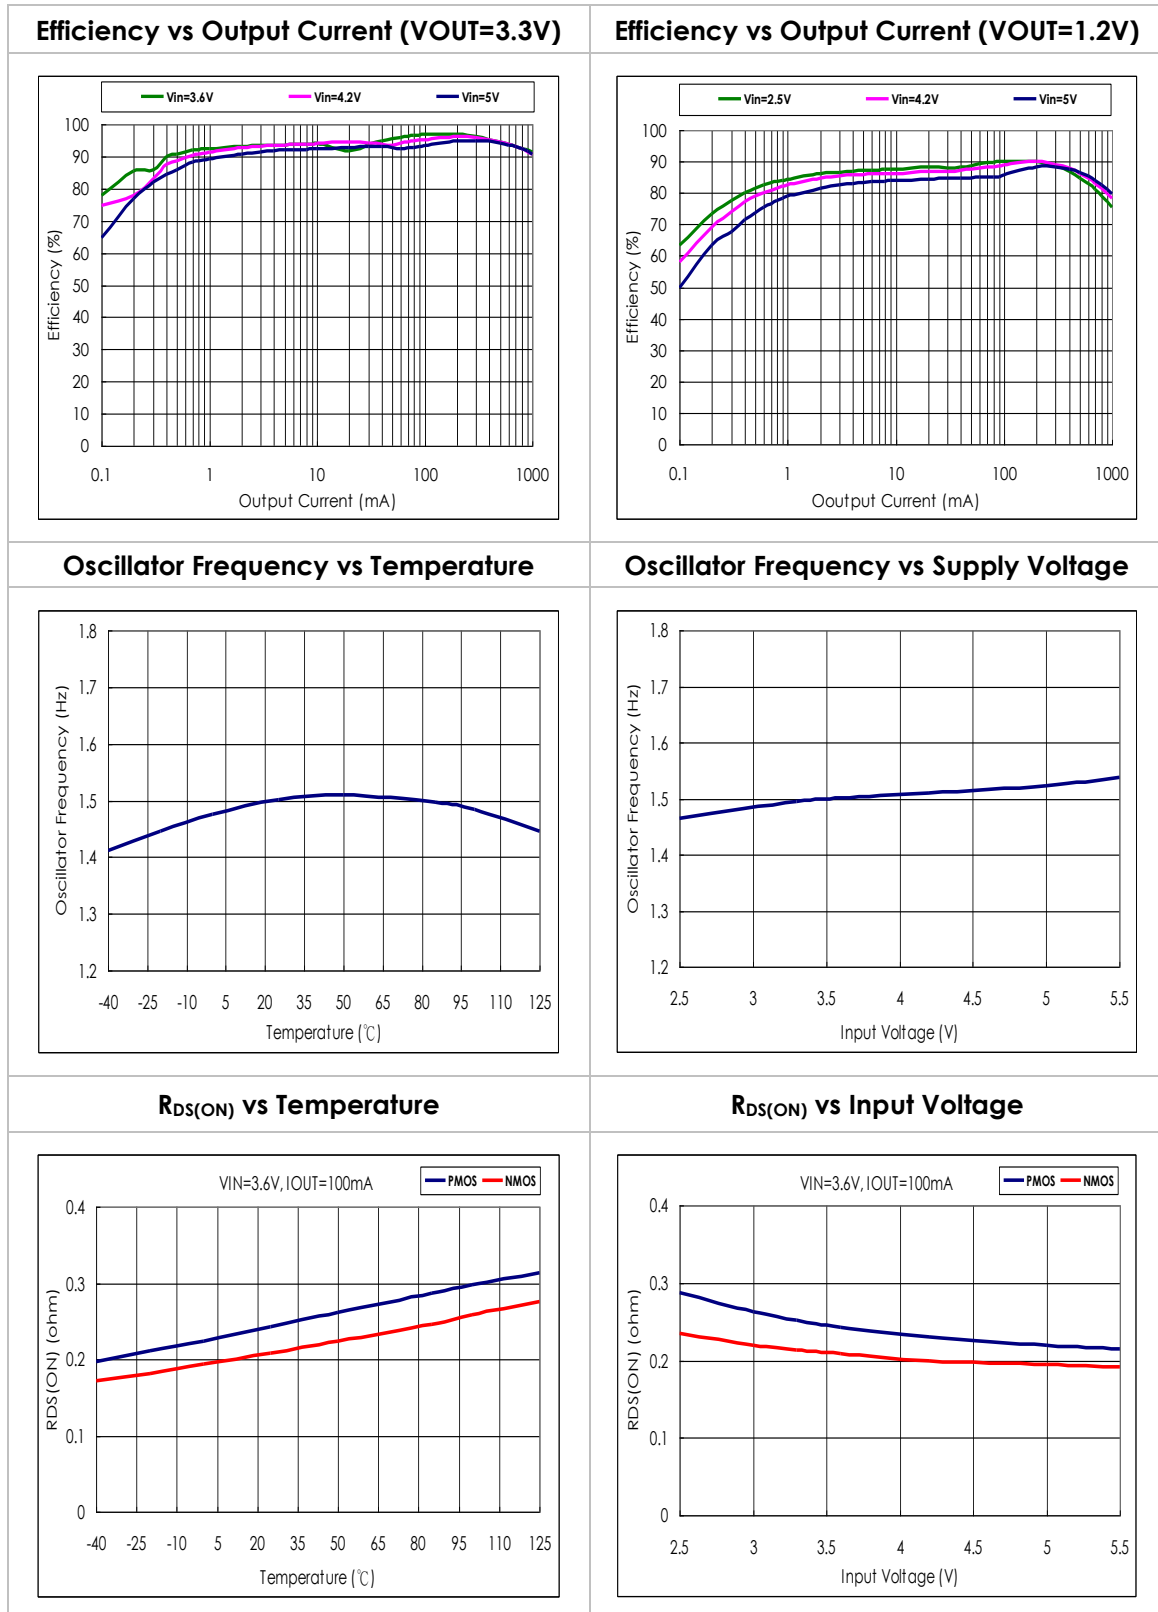 Efficiency vs Output Current (VOUT=3.3V)
Efficiency vs Output Current (VOUT=1.2V)
Vin=3.6V Vin=4.2V Vin=5V
100
90
80
70
60
50
40
30
20
10
0
Efficiency (%)
0.1 1 10 100 1000
Output Current (mA)
Vin=2.5V Vin=4.2V Vin=5V
100
90
80
70
60
50
40
30
20
10
0
Efficiency (%)
0.1 1 10 100 1000
Ooutput Current (mA)
Oscillator Frequency vs Temperature
Oscillator Frequency vs Supply Voltage
1.8
1.7
1.6
1.5
1.4
1.3
1.2
Oscillator Frequency (Hz)
-40 -25 -10 5 20 35 50 65 80 95 110 125
Temperature (℃)
1.8
1.7
1.6
1.5
1.4
1.3
1.2
Oscillator Frequency (Hz)
2.5 3 3.5 4 4.5 5 5.5
Input Voltage (V)
RDS(ON) vs Temperature
RDS(ON) vs Input Voltage
VIN=3.6V, IOUT=100mA
PMOS NMOS
0.4
0.3
0.2
0.1
0
RDS(ON) (ohm)
-40 -25 -10 5 20 35 50 65 80 95 110 125
Temperature (℃)
VIN=3.6V, IOUT=100mA
PMOS NMOS
0.4
0.3
0.2
0.1
0
RDS(ON) (ohm)
2.5 3 3.5 4 4.5 5 5.5
Input Voltage (V)